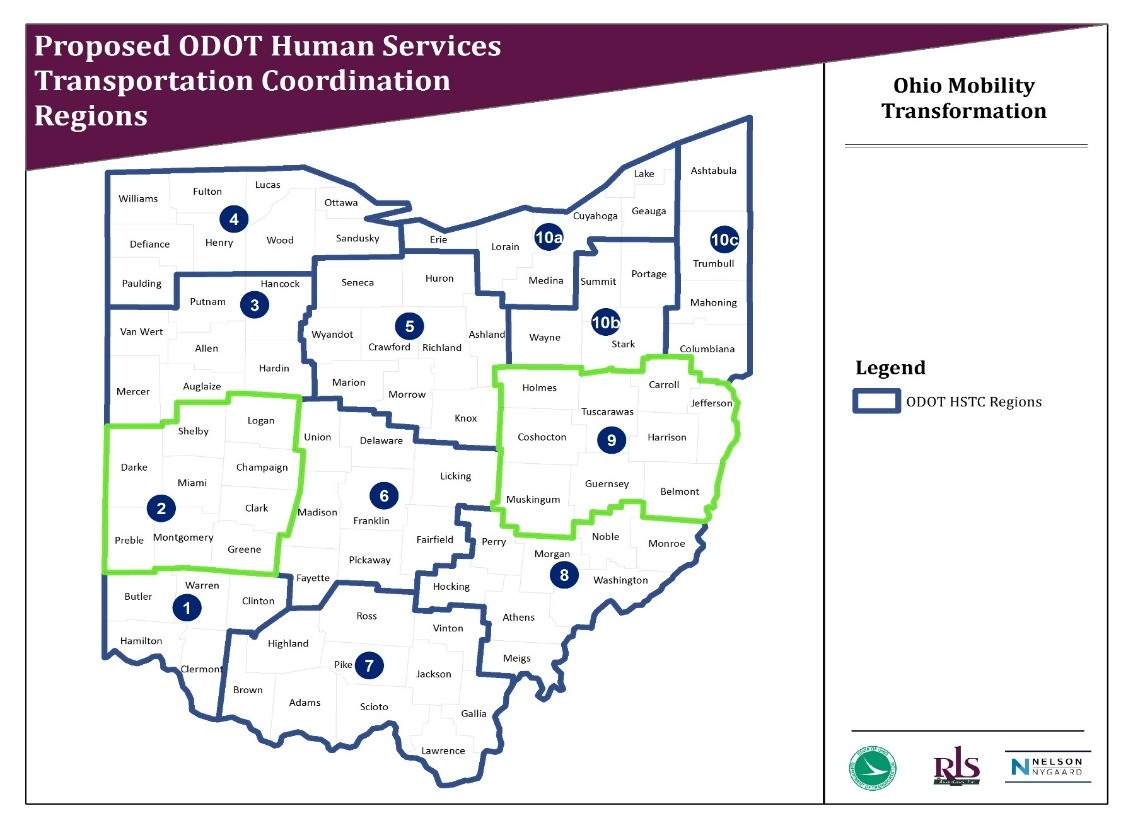 Proposed ODOT Human Services
Transportation Coordination
Regions
Ohio Mobility
Transformation
Ashtabula
Lake
Geauga
Cuyahoga
Lucas
Fulton
Williams
Ottawa
4
10a
10c
Erie
Lorain
Sandusky
Wood
Henry
Defiance
Trumbull
Portage
Summit
Medina
Huron
Seneca
Hancock
Paulding
Putnam
3
Mahoning
Van Wert
5
10b
Wyandot
Ashland
Wayne
Stark
Crawford
Richland
Allen
Columbiana
Hardin
Marion
Auglaize
Mercer
Morrow
Holmes
Carroll
Jefferson
Legend
ODOT HSTC Regions
Tuscarawas
Knox
Logan
Shelby
Union
Delaware
Coshocton
9
Harrison
Darke
Champaign
Miami
Licking
Guernsey
Belmont
Muskingum
6
2
Clark
Madison
Franklin
Preble
Montgomery
Greene
Fairfield
Perry
Noble
Monroe
Morgan
Pickaway
8
Washington
Fayette
Hocking
Warren
Butler
Clinton
1
Ross
Athens
Vinton
Hamilton
Highland
Meigs
Clermont
Pike
7
Jackson
Brown
Adams
Scioto
Gallia
Lawrence
RLS
NELSON
NYGAARD